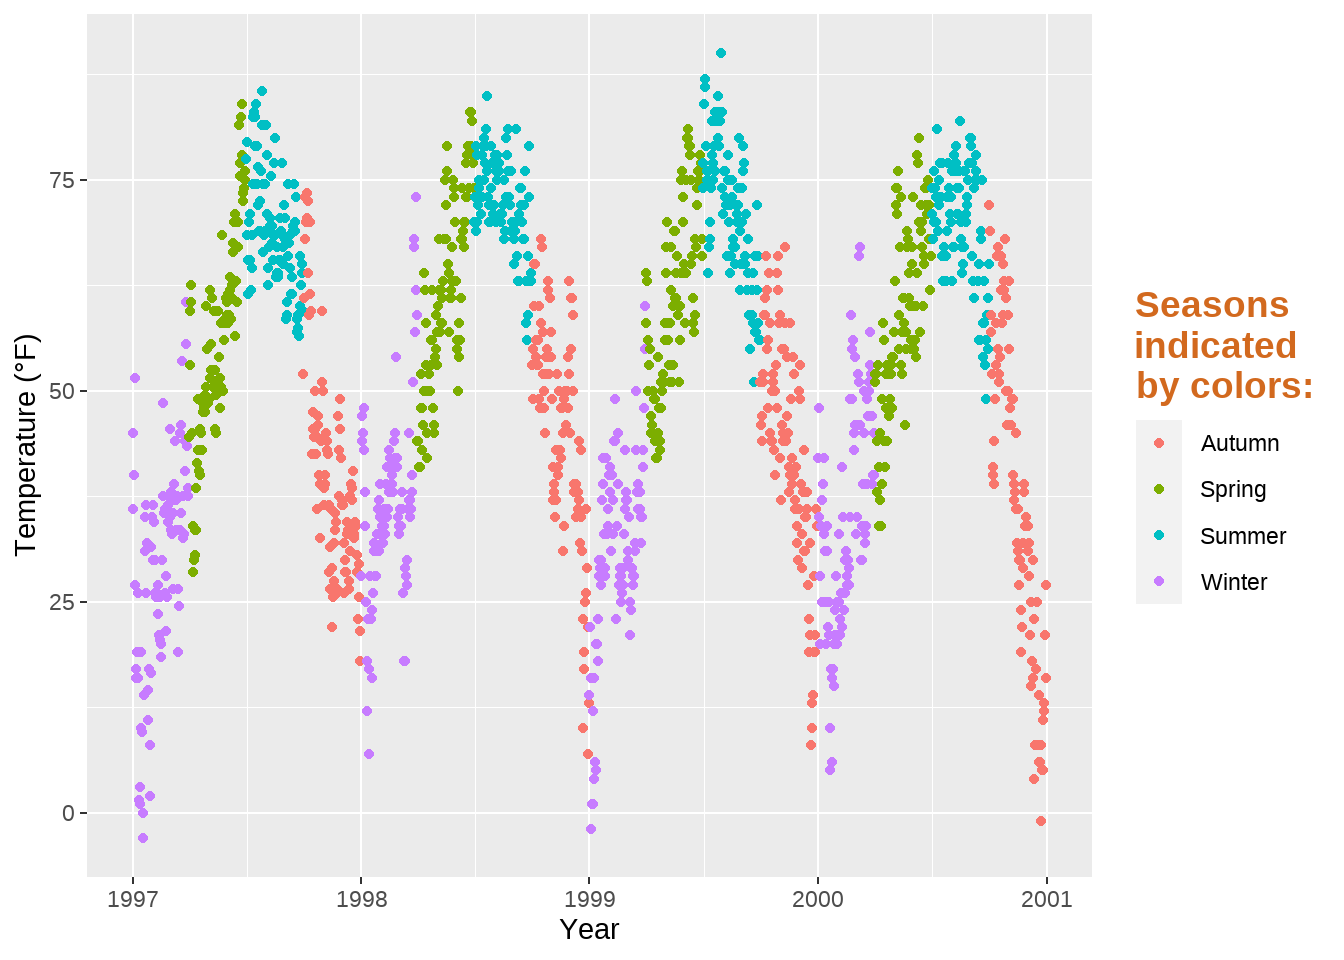 75
50
25
0
Temperature (°F)
1997
1998
1999
2000
2001
Year
Seasons
indicated
by colors:
Autumn
Spring
Summer
Winter